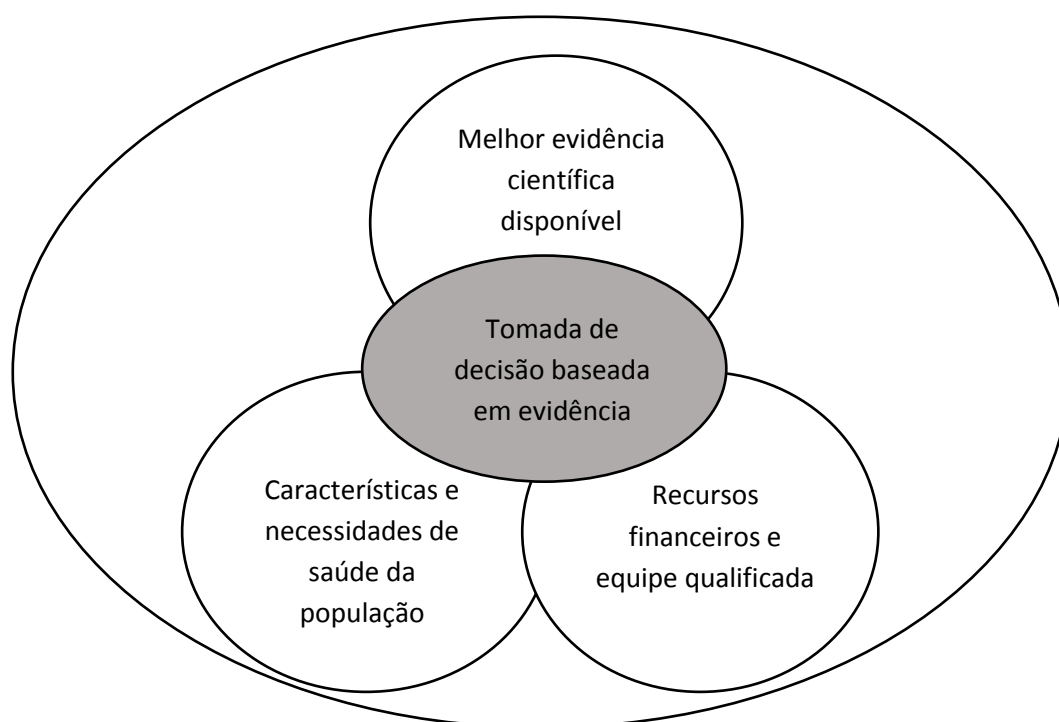 Melhor evidência
científica
disponível
Tomada de
decisão baseada
em evidência
Características e
necessidades de
saúde da
população
Recursos
financeiros e
equipe qualificada